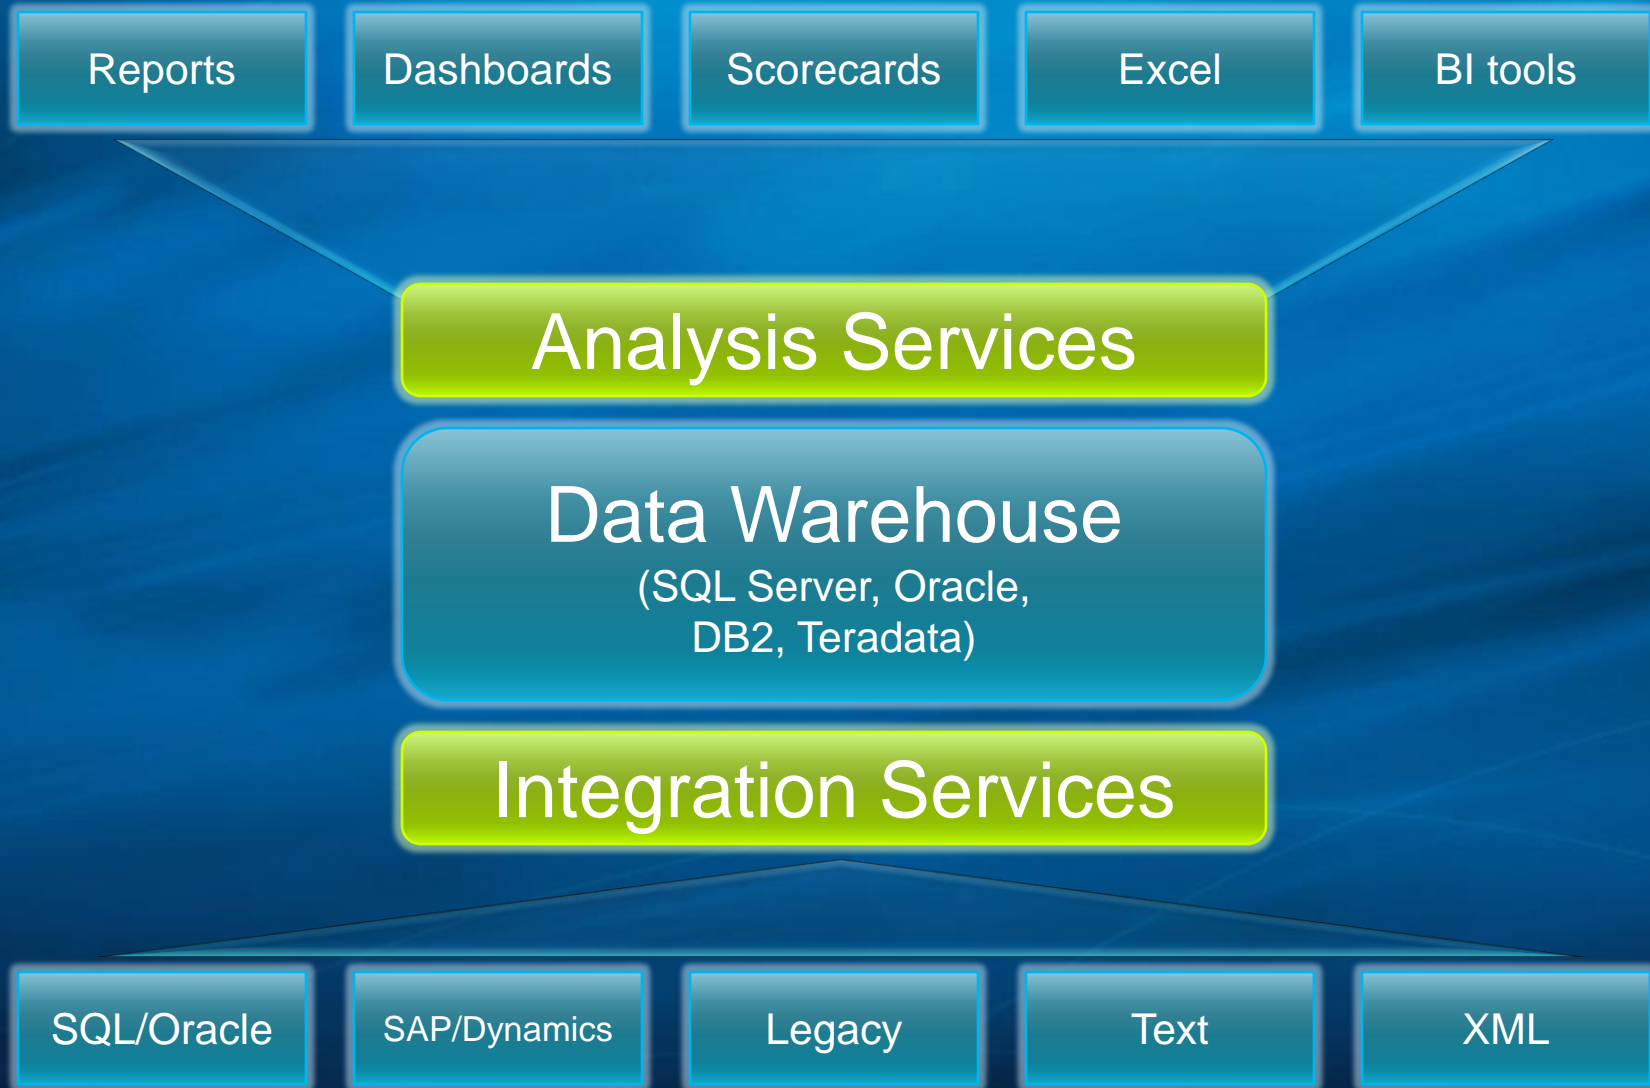 Reports
Dashboards
Scorecards
Excel
BI tools
Analysis Services
Data Warehouse
(SQL Server, Oracle,
DB2, Teradata)
Integration Services
SQL/Oracle
SAP/Dynamics
Legacy
Text
XML